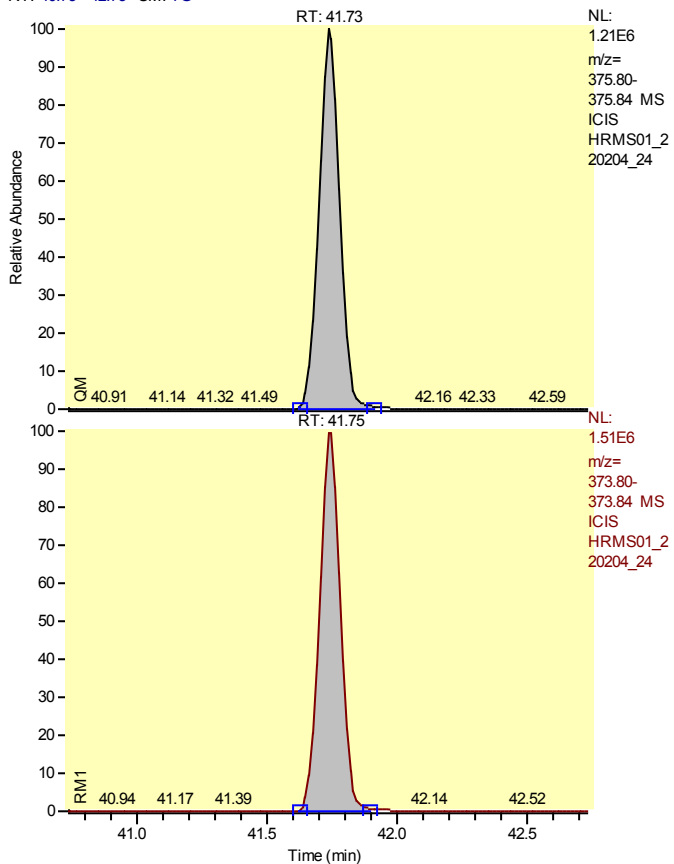 RT: 41.73
NL:
1.21E6
m/z=
375.80-
375.84 MS
ICIS
HRMS01_2
20204_24
100
90
80
70
60
50
40
30
20
10
0
Relative Abundance
QM
40.91 41.14 41.32 41.49 42.16 42.33 42.59
RT: 41.75
NL:
1.51E6
m/z=
373.80-
373.84 MS
ICIS
HRMS01_2
20204_24
100
90
80
70
60
50
40
30
20
10
0
RM1
40.94 41.17 41.39 42.14 42.52
41.0 41.5 42.0 42.5
Time (min)